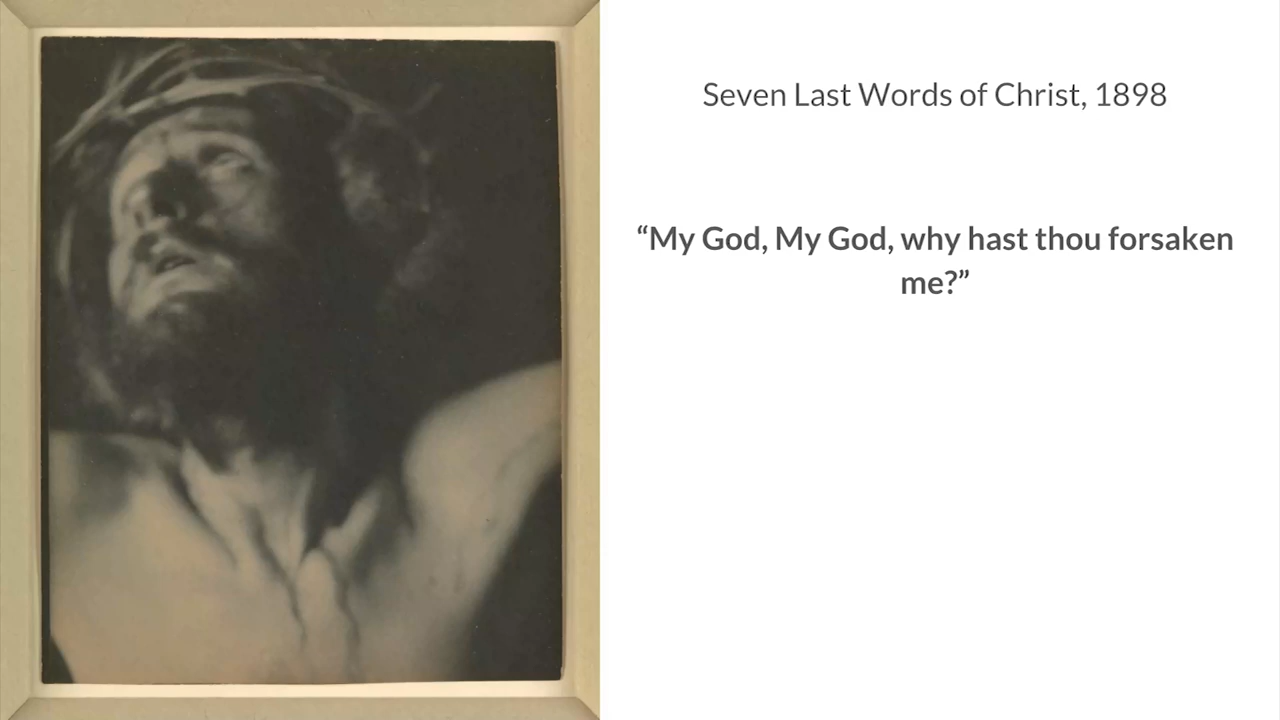 Seven Last Words of Christ, 1898
“My God, My God, why hast thou forsaken
me?”